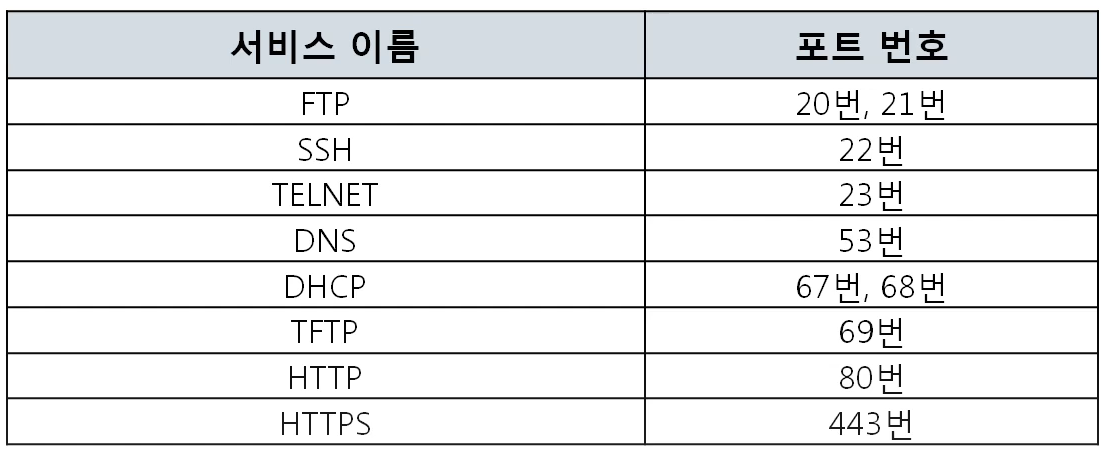 서비스 이름 포트 번호
FTP 20번, 21번
SSH 22번
TELNET 23번
DNS 53번
DHCP 67번, 68번
TFTP 69번
HTTP 80번
HTTPS 443번